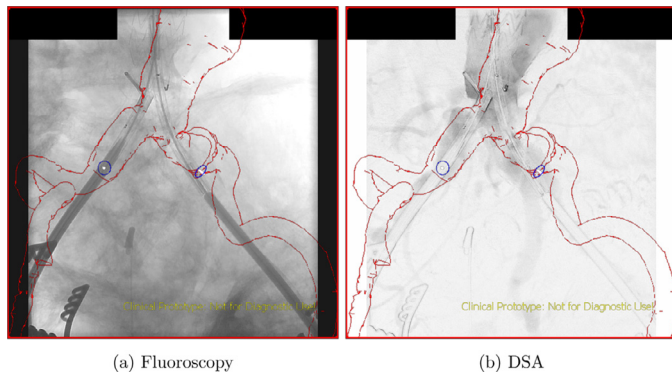 Clinical Prototype: Not for Diagnostic Use!
Clinical Prototype: Not for Diagnostic Use!
(a) Fluoroscopy
(b) DSA